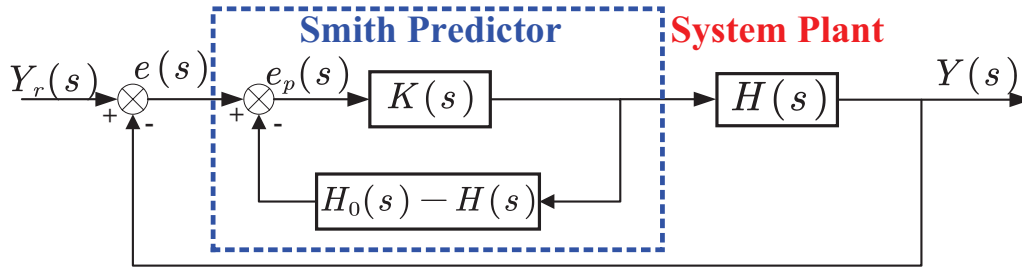 Smith Predictor System Plant
Y_r(s) e(s) e_p(s) Y(s)
K(s) H(s)
+ - + -
H_0(s) − H(s)